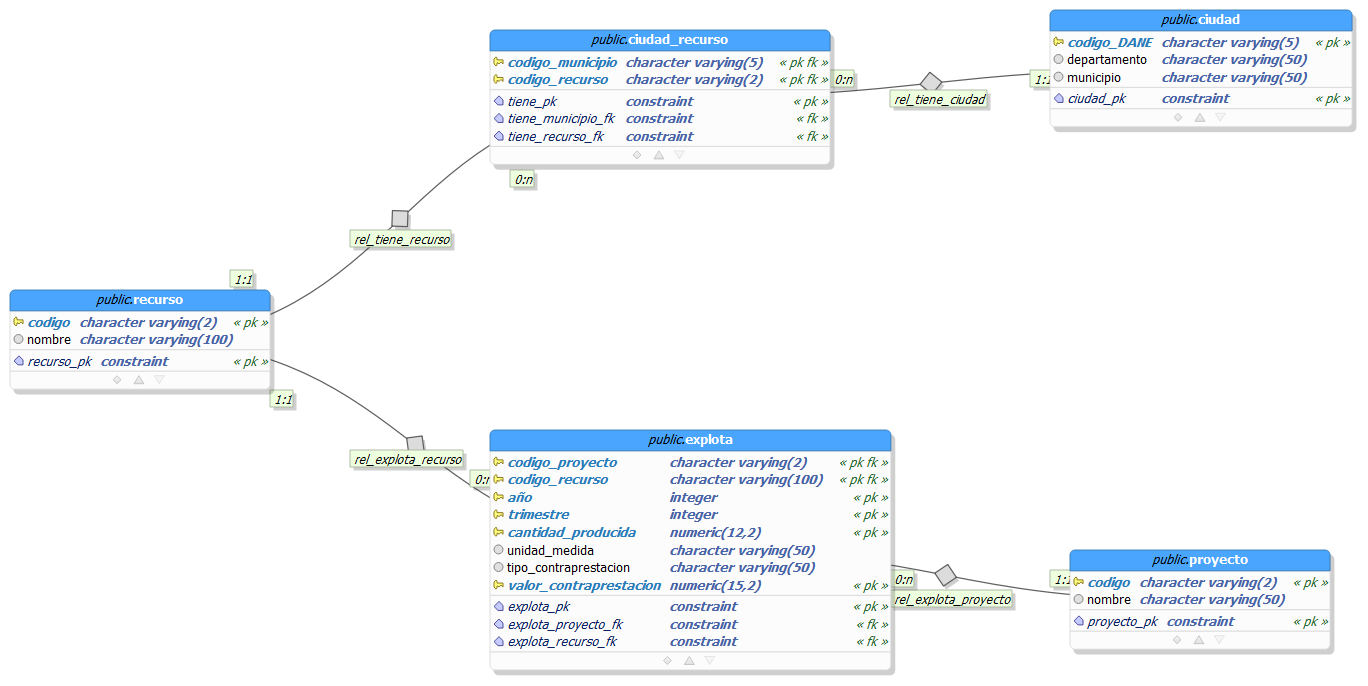 public.ciudad_recurso
codigo_municipio character varying(5) « pk fk »
codigo_recurso character varying(2) « pk fk »
tiene_pk constraint « pk »
tiene_municipio_fk constraint « fk »
tiene_recurso_fk constraint « fk »
0:n
rel_tiene_ciudad
1:1
public.ciudad
codigo_DANE character varying(5) « pk »
departamento character varying(50)
municipio character varying(50)
ciudad_pk constraint « pk »
0:n
rel_tiene_recurso
1:1
public.recurso
codigo character varying(2) « pk »
nombre character varying(100)
recurso_pk constraint « pk »
1:1
rel_explota_recurso
0:n
public.explota
codigo_proyecto character varying(2) « pk fk »
codigo_recurso character varying(100) « pk fk »
año integer « pk »
trimestre integer « pk »
cantidad_producida numeric(12,2) « pk »
unidad_medida character varying(50)
tipo_contraprestacion character varying(50)
valor_contraprestacion numeric(15,2) « pk »
explota_pk constraint « pk »
explota_proyecto_fk constraint « fk »
explota_recurso_fk constraint « fk »
0:n
rel_explota_proyecto
1:1
public.proyecto
codigo character varying(2) « pk »
nombre character varying(50)
proyecto_pk constraint « pk »